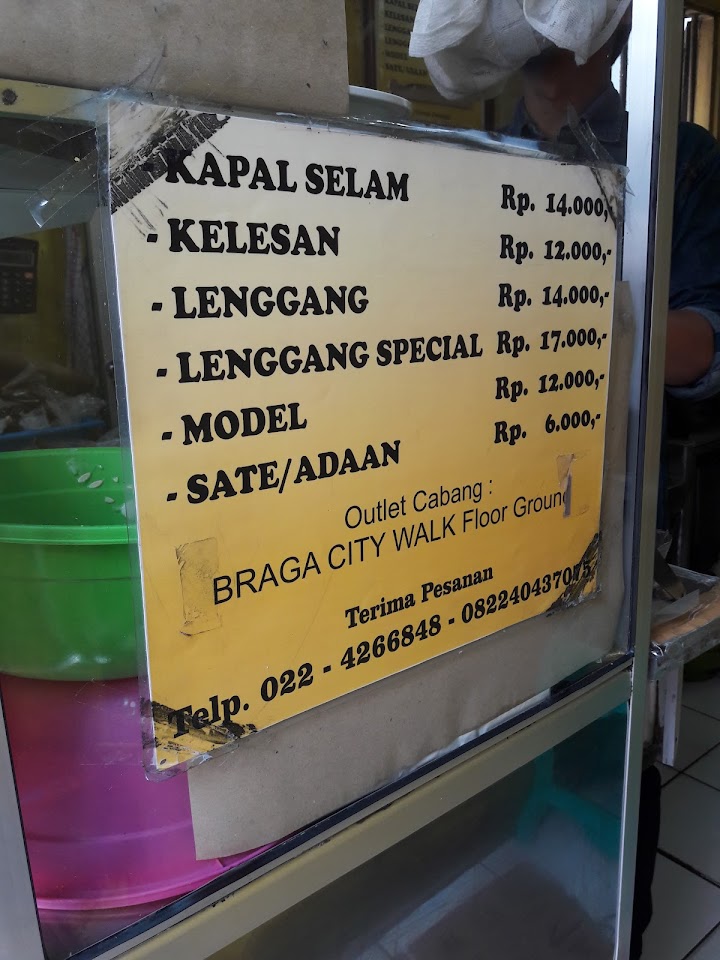 - KAPAL SELAM Rp. 14.000,-
- KELESAN Rp. 12.000,-
- LENGGANG Rp. 14.000,-
- LENGGANG SPECIAL Rp. 17.000,-
- MODEL Rp. 12.000,-
- SATE/ADAAN Rp. 6.000,-
Outlet Cabang :
BRAGA CITY WALK Floor Ground
Terima Pesanan
Telp. 022 - 4266848 - 082240437075